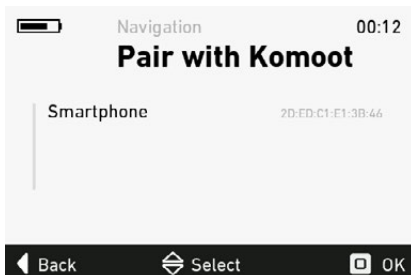 Navigation 00:12
Pair with Komoot
Smartphone 2D:ED:C1:E1:3B:46
Back Select OK